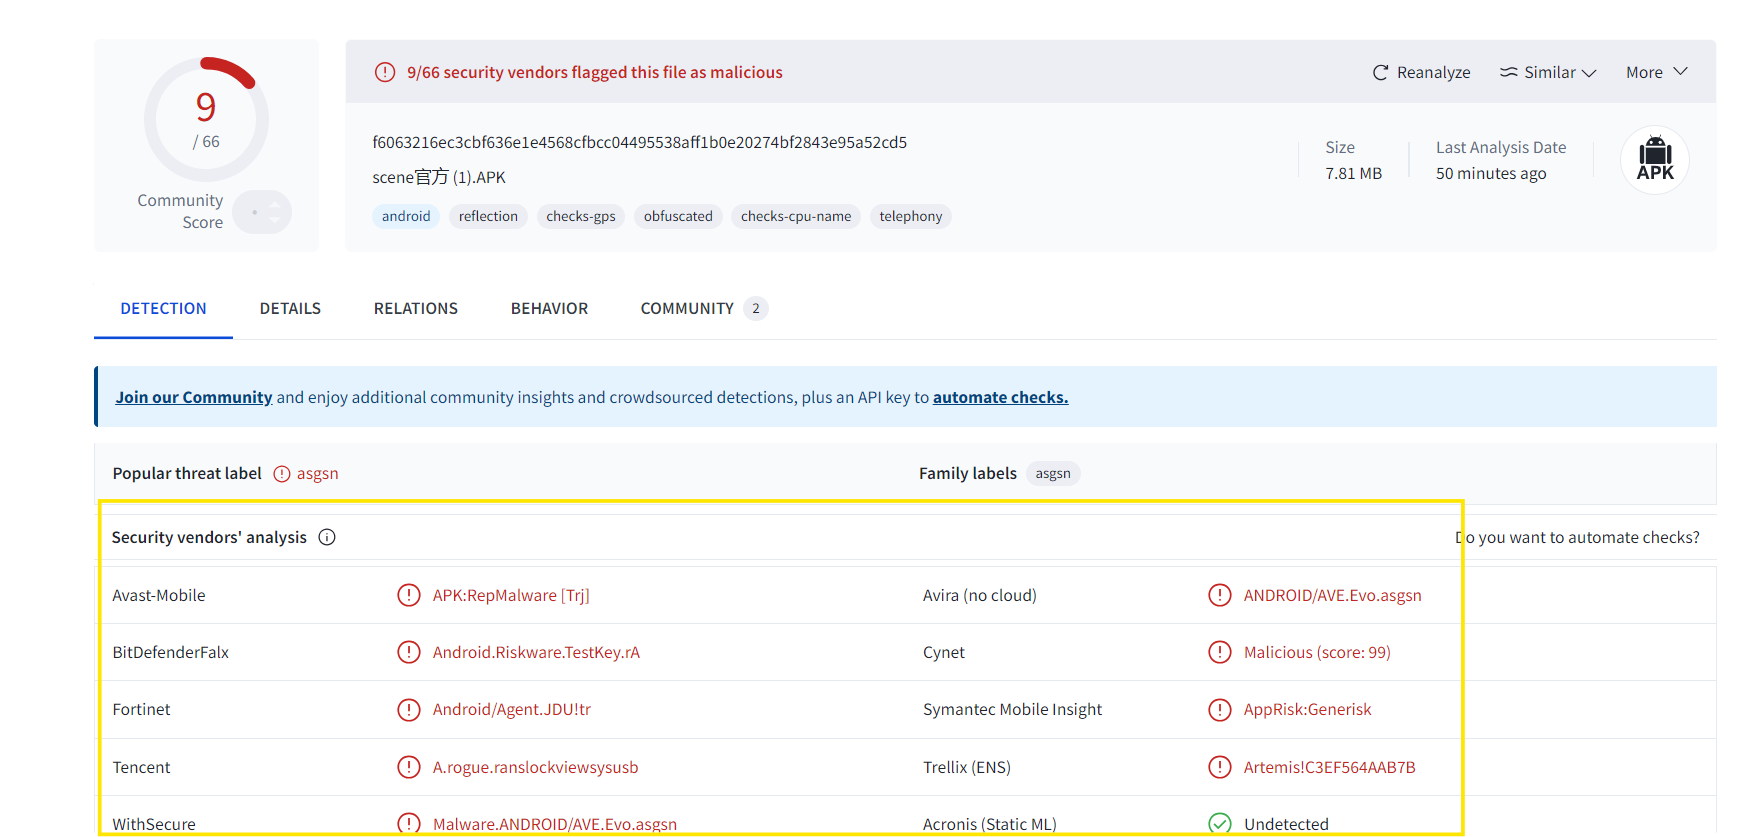 9
/ 66
Community
Score
9/66 security vendors flagged this file as malicious
Reanalyze
Similar
More
f6063216ec3cbf636e1e4568cfbcc04495538aff1b0e20274bf2843e95a52cd5
scene官方 (1).APK
Size
7.81 MB
Last Analysis Date
50 minutes ago
APK
android
reflection
checks-gps
obfuscated
checks-cpu-name
telephony
DETECTION
DETAILS
RELATIONS
BEHAVIOR
COMMUNITY 2
Join our Community and enjoy additional community insights and crowdsourced detections, plus an API key to automate checks.
Popular threat label asgsn
Family labels asgsn
Security vendors' analysis
Do you want to automate checks?
Avast-Mobile APK:RepMalware [Trj] Avira (no cloud) ANDROID/AVE.Evo.asgsn
BitDefenderFalx Android.Riskware.TestKey.rA Cynet Malicious (score: 99)
Fortinet Android/Agent.JDU!tr Symantec Mobile Insight AppRisk:Generisk
Tencent A.rogue.ranslockviewsysusb Trellix (ENS) Artemis!C3EF564AAB7B
WithSecure Malware.ANDROID/AVE.Evo.asgsn Acronis (Static ML) Undetected